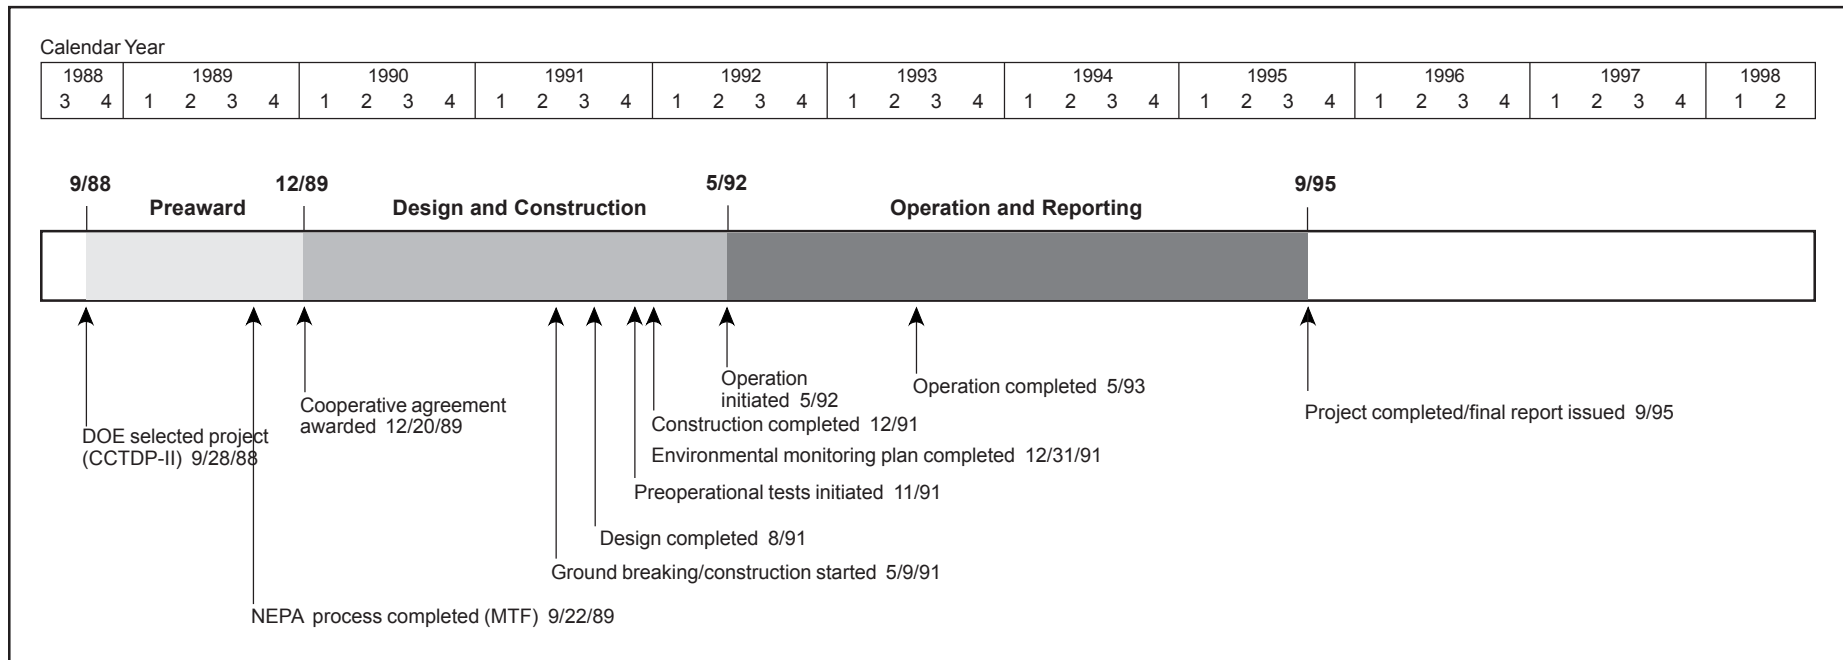 Calendar Year
1988 1989 1990 1991 1992 1993 1994 1995 1996 1997 1998
3 4 1 2 3 4 1 2 3 4 1 2 3 4 1 2 3 4 1 2 3 4 1 2 3 4 1 2 3 4 1 2 3 4 1 2 3 4 1 2
9/88 12/89 5/92 9/95
Preaward Design and Construction Operation and Reporting
Operation
initiated 5/92
Operation completed 5/93
Cooperative agreement
awarded 12/20/89
Project completed/final report issued 9/95
Construction completed 12/91
DOE selected project
(CCTDP-II) 9/28/88
Environmental monitoring plan completed 12/31/91
Preoperational tests initiated 11/91
Design completed 8/91
Ground breaking/construction started 5/9/91
NEPA process completed (MTF) 9/22/89